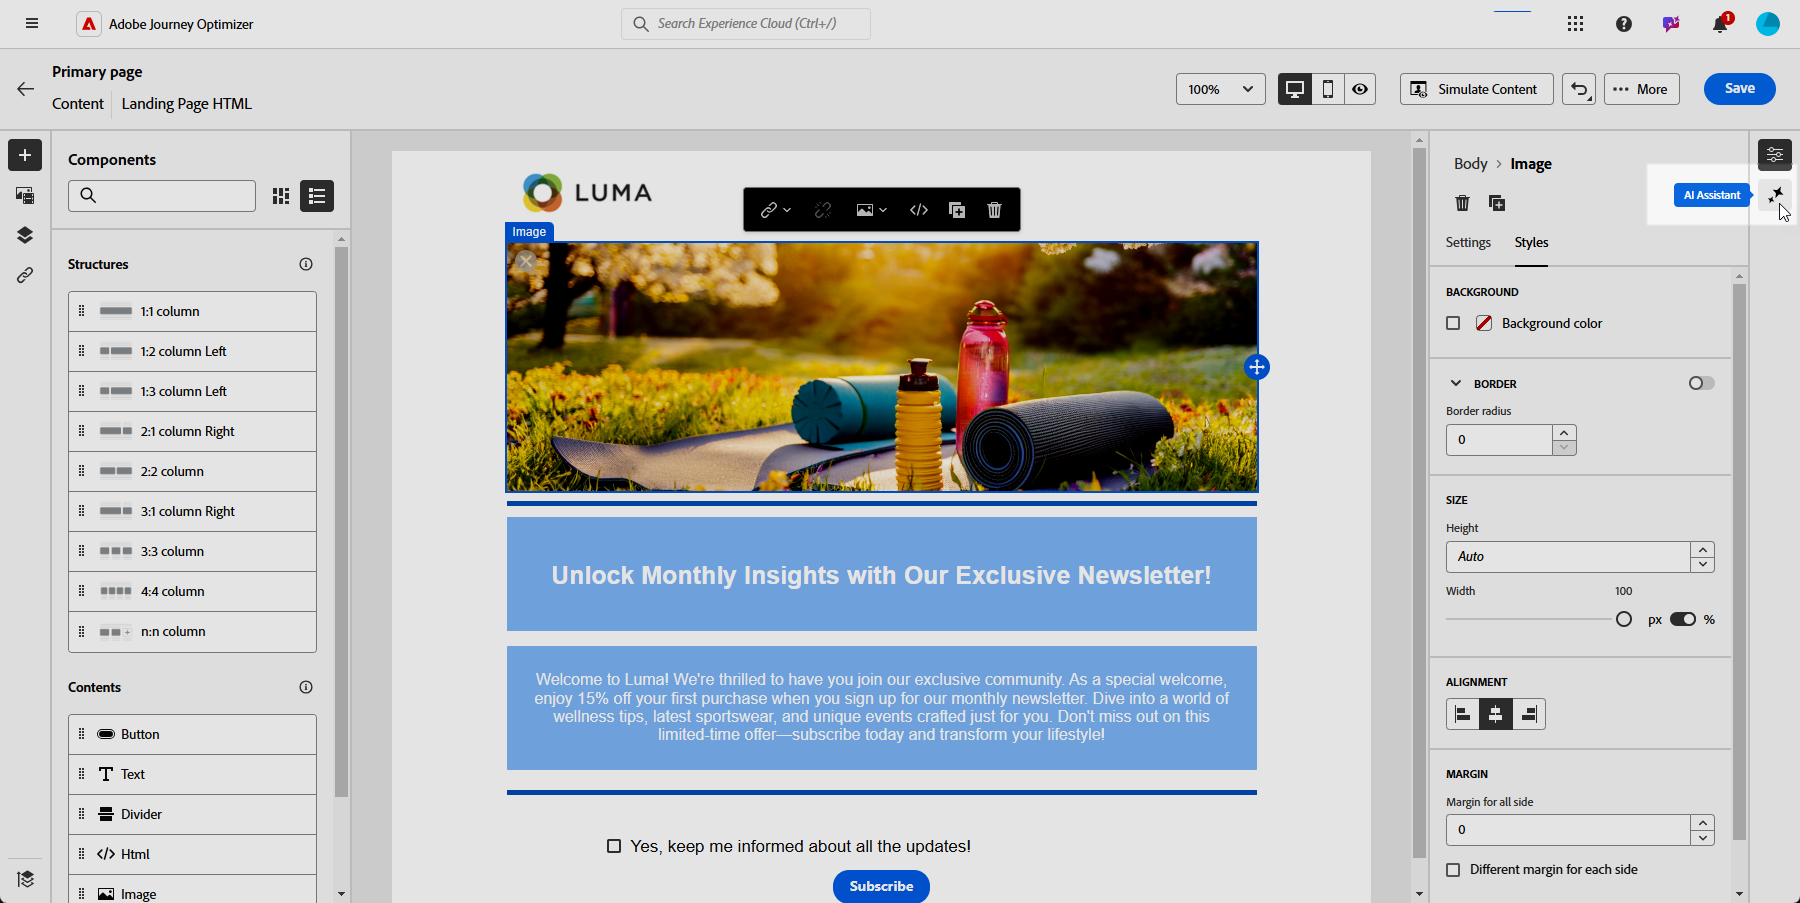 Adobe Journey Optimizer
Search Experience Cloud (Ctrl+/)
1
Primary page
Content
Landing Page HTML
100%
Simulate Content
More
Save
Components
Structures
1:1 column
1:2 column Left
1:3 column Left
2:1 column Right
2:2 column
3:1 column Right
3:3 column
4:4 column
n:n column
Contents
Button
Text
Divider
Html
Image
LUMA
Image
Unlock Monthly Insights with Our Exclusive Newsletter!
Welcome to Luma! We're thrilled to have you join our exclusive community. As a special welcome,
enjoy 15% off your first purchase when you sign up for our monthly newsletter. Dive into a world of
wellness tips, latest sportswear, and unique events crafted just for you. Don't miss out on this
limited-time offer—subscribe today and transform your lifestyle!
Yes, keep me informed about all the updates!
Subscribe
Body > Image
AI Assistant
Settings
Styles
BACKGROUND
Background color
BORDER
Border radius
0
SIZE
Height
Auto
Width
100
px
%
ALIGNMENT
MARGIN
Margin for all side
0
Different margin for each side